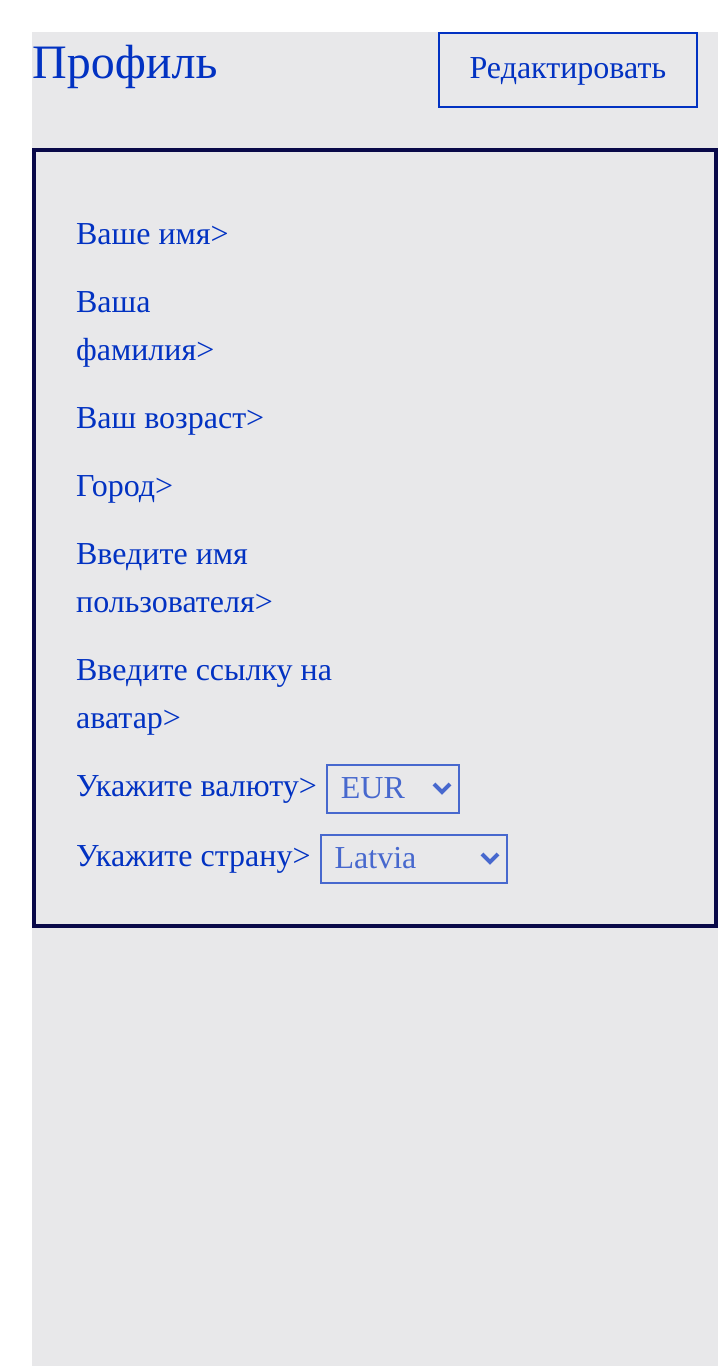 Профиль
Редактировать
Ваше имя>
Ваша
фамилия>
Ваш возраст>
Город>
Введите имя
пользователя>
Введите ссылку на
аватар>
Укажите валюту> EUR
Укажите страну> Latvia